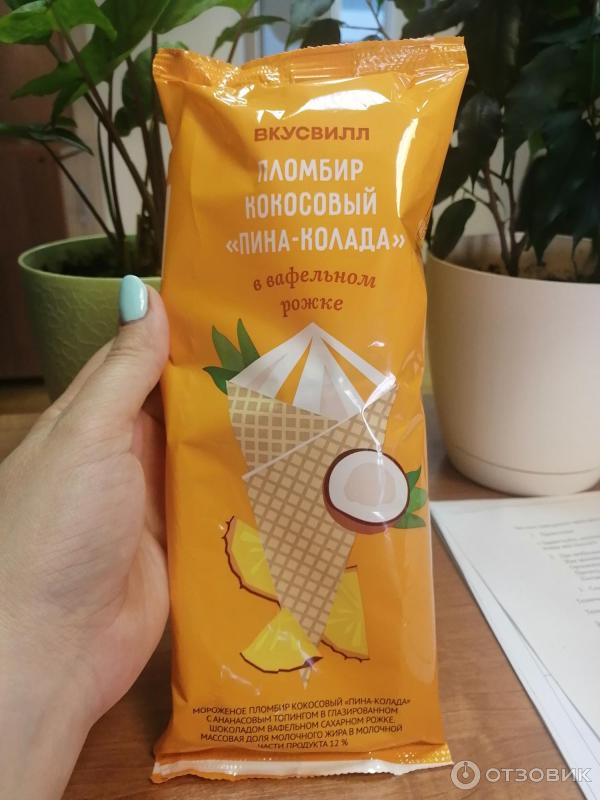 ВКУСВИЛЛ
ПЛОМБИР
КОКОСОВЫЙ
«ПИНА-КОЛАДА»
в вафельном
рожке
МОРОЖЕНОЕ ПЛОМБИР КОКОСОВЫЙ «ПИНА-КОЛАДА»
С АНАНАСОВЫМ ТОПИНГОМ В ГЛАЗИРОВАННОМ
ШОКОЛАДОМ ВАФЕЛЬНОМ САХАРНОМ РОЖКЕ.
МАССОВАЯ ДОЛЯ МОЛОЧНОГО ЖИРА В МОЛОЧНОЙ
ЧАСТИ ПРОДУКТА 12 %
ОТЗОВИК